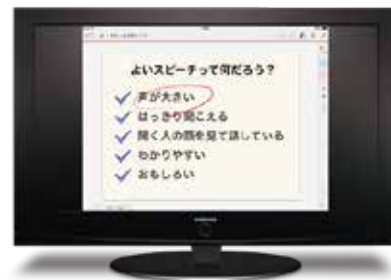 よいスピーチって何だろう？
声が大きい
はっきり聞こえる
聞く人の顔を見て話している
わかりやすい
おもしろい